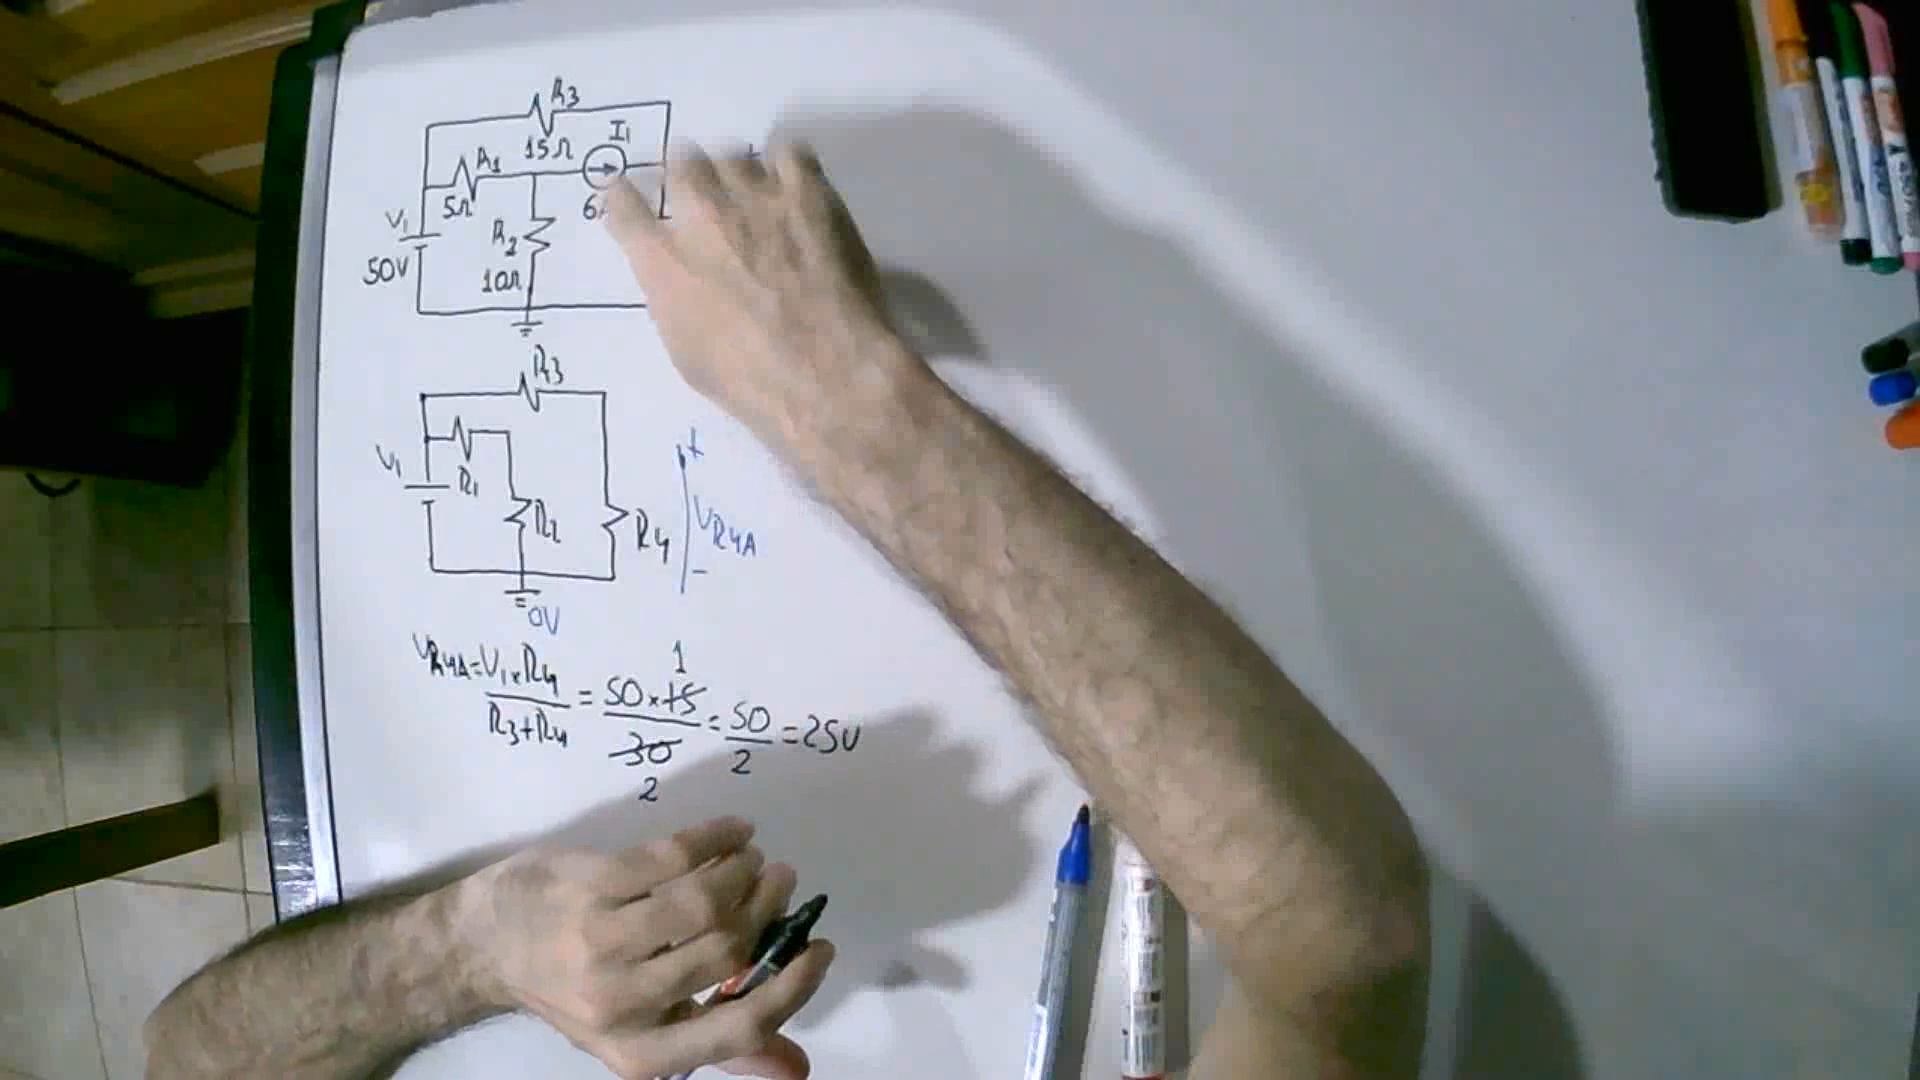 R3
15Ω
I1
R1
5Ω
6
V1
50V
R2
10Ω
R3
V1
R1
R2
R4
+
VR4A
-
0V
VR4A = V1 x R4 / R3 + R4 = 50 x 15 / 30 = 50 / 2 = 25V
1
2